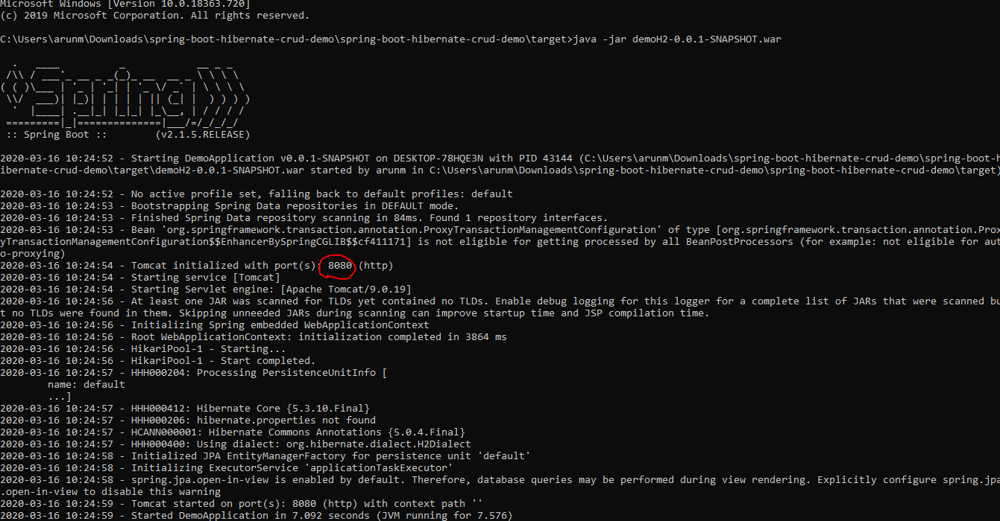 Microsoft Windows [Version 10.0.18363.720]
(c) 2019 Microsoft Corporation. All rights reserved.
C:\Users\arunm\Downloads\spring-boot-hibernate-crud-demo\spring-boot-hibernate-crud-demo\target>java -jar demoH2-0.0.1-SNAPSHOT.war
  .   ____          _            __ _ _
 /\\ / ___'_ __ _ _(_)_ __  __ _ \ \ \ \
( ( )\___ | '_ | '_| | '_ \/ _` | \ \ \ \
 \\/  ___)| |_)| | | | | || (_| |  ) ) ) )
  '  |____| .__|_| |_|_| |_\__, | / / / /
 =========|_|==============|___/=/_/_/_/
 :: Spring Boot ::        (v2.1.5.RELEASE)
2020-03-16 10:24:52 - Starting DemoApplication v0.0.1-SNAPSHOT on DESKTOP-78HQE3N with PID 43144 (C:\Users\arunm\Downloads\spring-boot-hibernate-crud-demo\spring-boot-h
ibernate-crud-demo\target\demoH2-0.0.1-SNAPSHOT.war started by arunm in C:\Users\arunm\Downloads\spring-boot-hibernate-crud-demo\spring-boot-hibernate-crud-demo\target)
2020-03-16 10:24:52 - No active profile set, falling back to default profiles: default
2020-03-16 10:24:53 - Bootstrapping Spring Data repositories in DEFAULT mode.
2020-03-16 10:24:53 - Finished Spring Data repository scanning in 84ms. Found 1 repository interfaces.
2020-03-16 10:24:53 - Bean 'org.springframework.transaction.annotation.ProxyTransactionManagementConfiguration' of type [org.springframework.transaction.annotation.Prox
yTransactionManagementConfiguration$$EnhancerBySpringCGLIB$$cf411171] is not eligible for getting processed by all BeanPostProcessors (for example: not eligible for aut
o-proxying)
2020-03-16 10:24:54 - Tomcat initialized with port(s): 8080 (http)
2020-03-16 10:24:54 - Starting service [Tomcat]
2020-03-16 10:24:54 - Starting Servlet engine: [Apache Tomcat/9.0.19]
2020-03-16 10:24:56 - At least one JAR was scanned for TLDs yet contained no TLDs. Enable debug logging for this logger for a complete list of JARs that were scanned bu
t no TLDs were found in them. Skipping unneeded JARs during scanning can improve startup time and JSP compilation time.
2020-03-16 10:24:56 - Initializing Spring embedded WebApplicationContext
2020-03-16 10:24:56 - Root WebApplicationContext: initialization completed in 3864 ms
2020-03-16 10:24:56 - HikariPool-1 - Starting...
2020-03-16 10:24:56 - HikariPool-1 - Start completed.
2020-03-16 10:24:57 - HHH000204: Processing PersistenceUnitInfo [
        name: default
        ...]
2020-03-16 10:24:57 - HHH000412: Hibernate Core {5.3.10.Final}
2020-03-16 10:24:57 - HHH000206: hibernate.properties not found
2020-03-16 10:24:57 - HCANN000001: Hibernate Commons Annotations {5.0.4.Final}
2020-03-16 10:24:57 - HHH000400: Using dialect: org.hibernate.dialect.H2Dialect
2020-03-16 10:24:58 - Initialized JPA EntityManagerFactory for persistence unit 'default'
2020-03-16 10:24:58 - Initializing ExecutorService 'applicationTaskExecutor'
2020-03-16 10:24:58 - spring.jpa.open-in-view is enabled by default. Therefore, database queries may be performed during view rendering. Explicitly configure spring.jpa
.open-in-view to disable this warning
2020-03-16 10:24:59 - Tomcat started on port(s): 8080 (http) with context path ''
2020-03-16 10:24:59 - Started DemoApplication in 7.092 seconds (JVM running for 7.576)